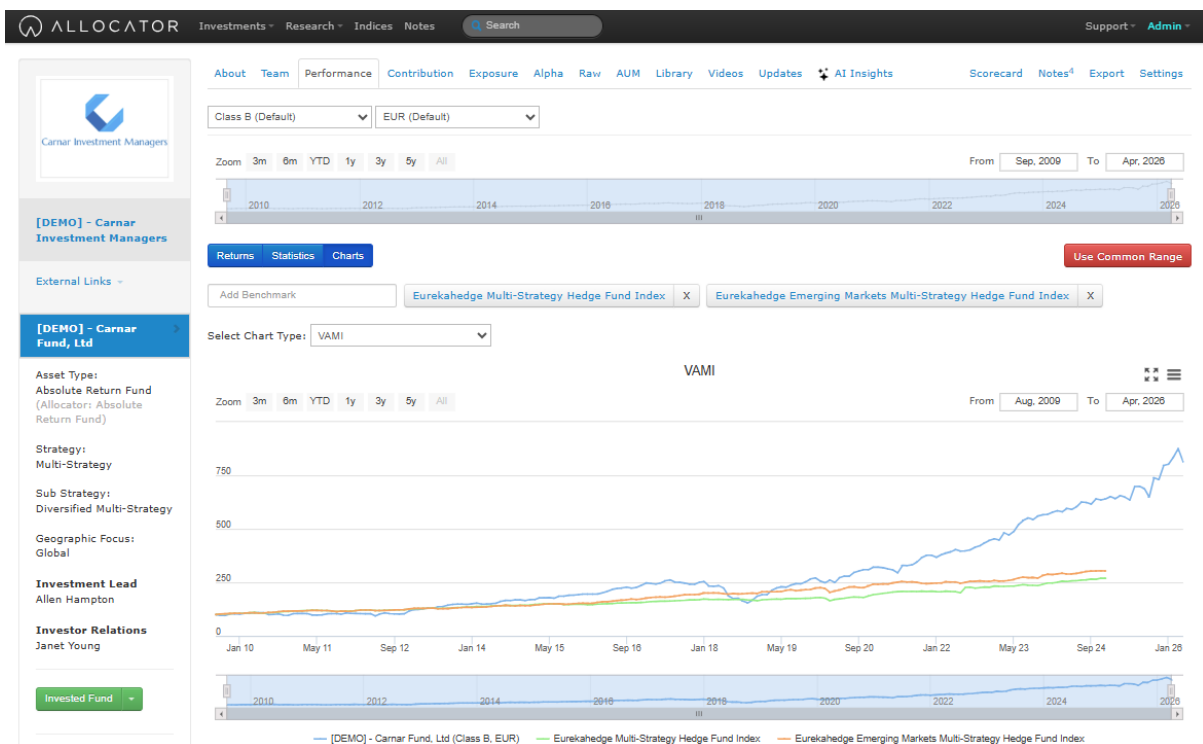 ALLOCATOR Investments Research Indices Notes Search Support Admin
About Team Performance Contribution Exposure Alpha Raw AUM Library Videos Updates AI Insights Scorecard Notes4 Export Settings
Carnar Investment Managers
Class B (Default) EUR (Default)
Zoom 3m 6m YTD 1y 3y 5y All From Sep, 2009 To Apr, 2026
2010 2012 2014 2016 2018 2020 2022 2024 2026
[DEMO] - Carnar
Investment Managers
Returns Statistics Charts Use Common Range
External Links
Add Benchmark Eurekahedge Multi-Strategy Hedge Fund Index X Eurekahedge Emerging Markets Multi-Strategy Hedge Fund Index X
[DEMO] - Carnar
Fund, Ltd
Select Chart Type: VAMI
VAMI
Asset Type:
Absolute Return Fund
(Allocator: Absolute
Return Fund)
Zoom 3m 6m YTD 1y 3y 5y All From Aug, 2009 To Apr, 2026
Strategy:
Multi-Strategy
Sub Strategy:
Diversified Multi-Strategy
Geographic Focus:
Global
Investment Lead
Allen Hampton
Investor Relations
Janet Young
Invested Fund
750
500
250
0
Jan 10 May 11 Sep 12 Jan 14 May 15 Sep 16 Jan 18 May 19 Sep 20 Jan 22 May 23 Sep 24 Jan 26
2010 2012 2014 2016 2018 2020 2022 2024 2026
[DEMO] - Carnar Fund, Ltd (Class B, EUR) Eurekahedge Multi-Strategy Hedge Fund Index Eurekahedge Emerging Markets Multi-Strategy Hedge Fund Index